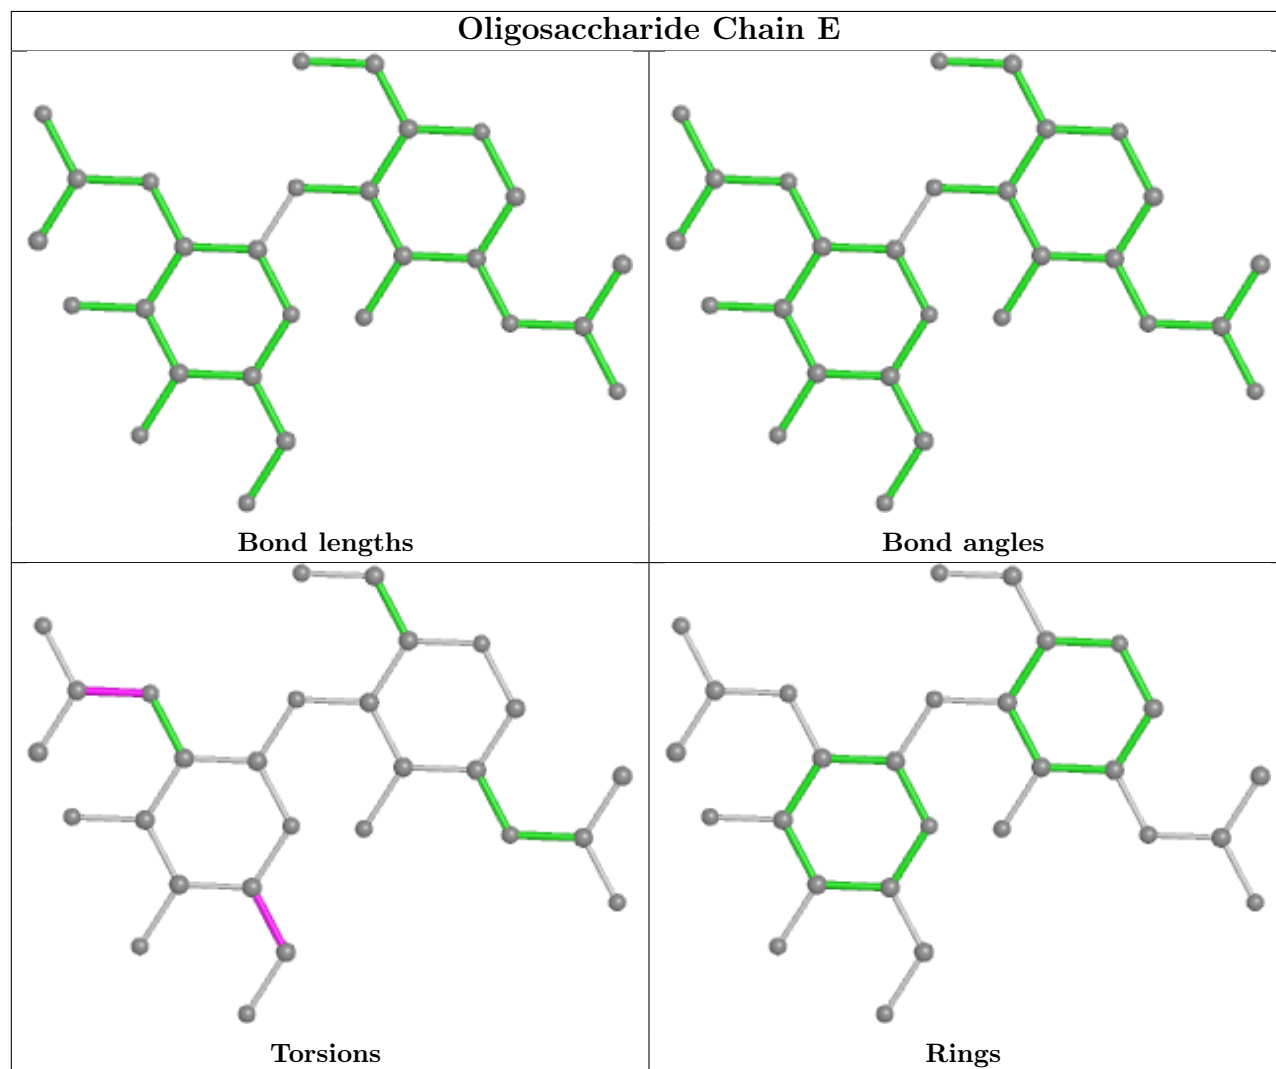 Oligosaccharide Chain E
Bond lengths
Bond angles
Torsions
Rings